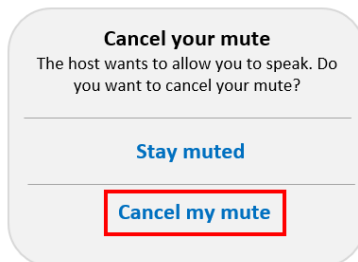 Cancel your mute
The host wants to allow you to speak. Do
you want to cancel your mute?
Stay muted
Cancel my mute